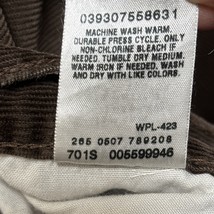 039307558631
MACHINE WASH WARM,
DURABLE PRESS CYCLE. ONLY
NON-CHLORINE BLEACH IF
NEEDED. TUMBLE DRY MEDIUM.
WARM IRON IF NEEDED. WASH
AND DRY WITH LIKE COLORS.
WPL-423
265 0507 789208
701S 005599946